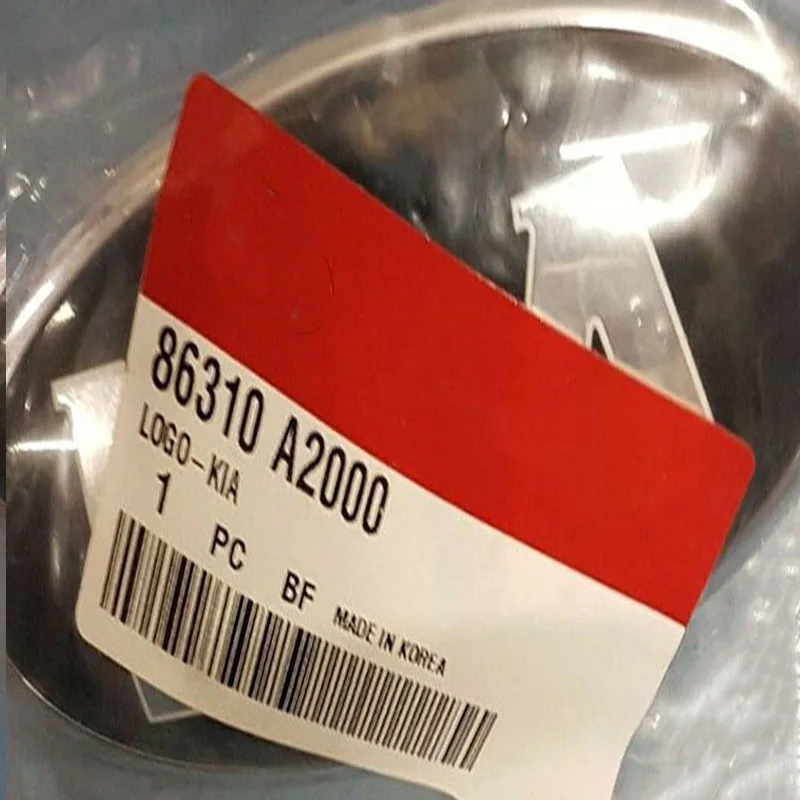 86310 A2000
LOGO-KIA
1 PC BF MADE IN KOREA